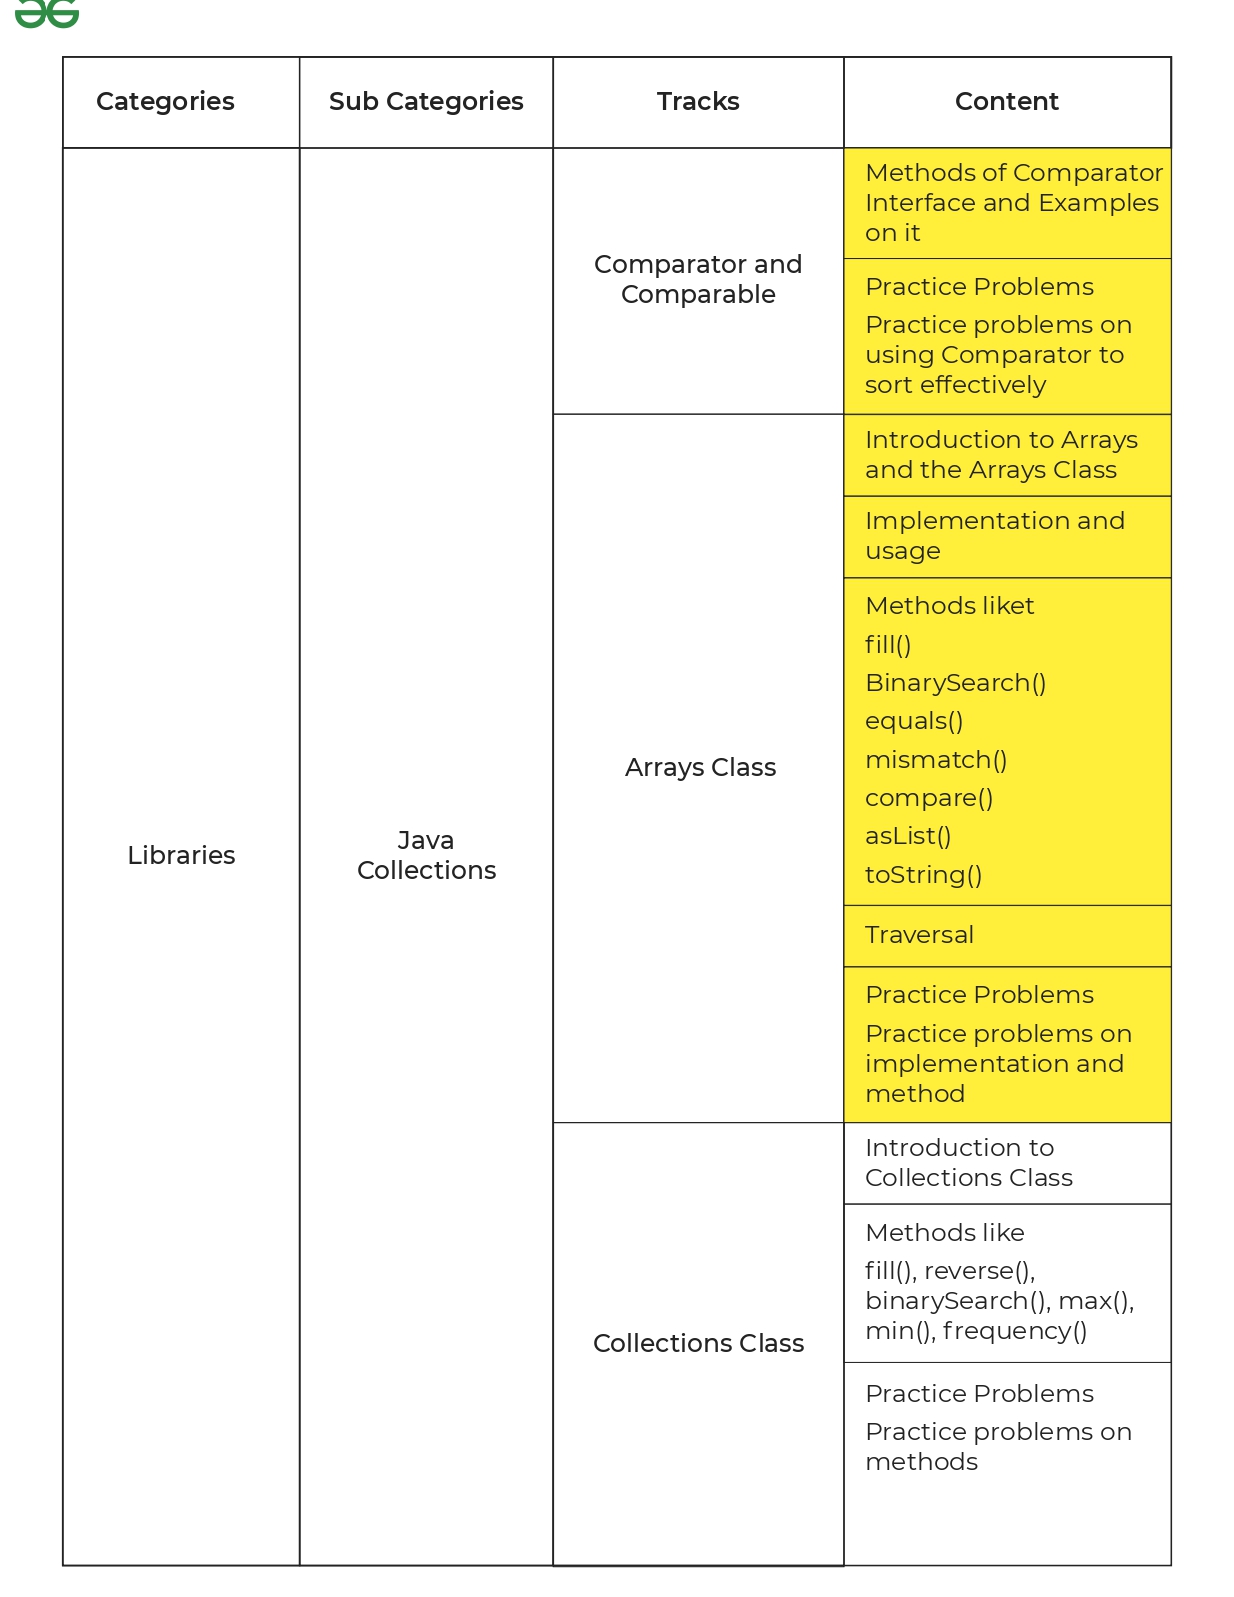 Categories
Sub Categories
Tracks
Content
Libraries
Java
Collections
Comparator and
Comparable
Methods of Comparator
Interface and Examples
on it
Practice Problems
Practice problems on
using Comparator to
sort effectively
Arrays Class
Introduction to Arrays
and the Arrays Class
Implementation and
usage
Methods liket
fill()
BinarySearch()
equals()
mismatch()
compare()
asList()
toString()
Traversal
Practice Problems
Practice problems on
implementation and
method
Collections Class
Introduction to
Collections Class
Methods like
fill(), reverse(),
binarySearch(), max(),
min(), frequency()
Practice Problems
Practice problems on
methods